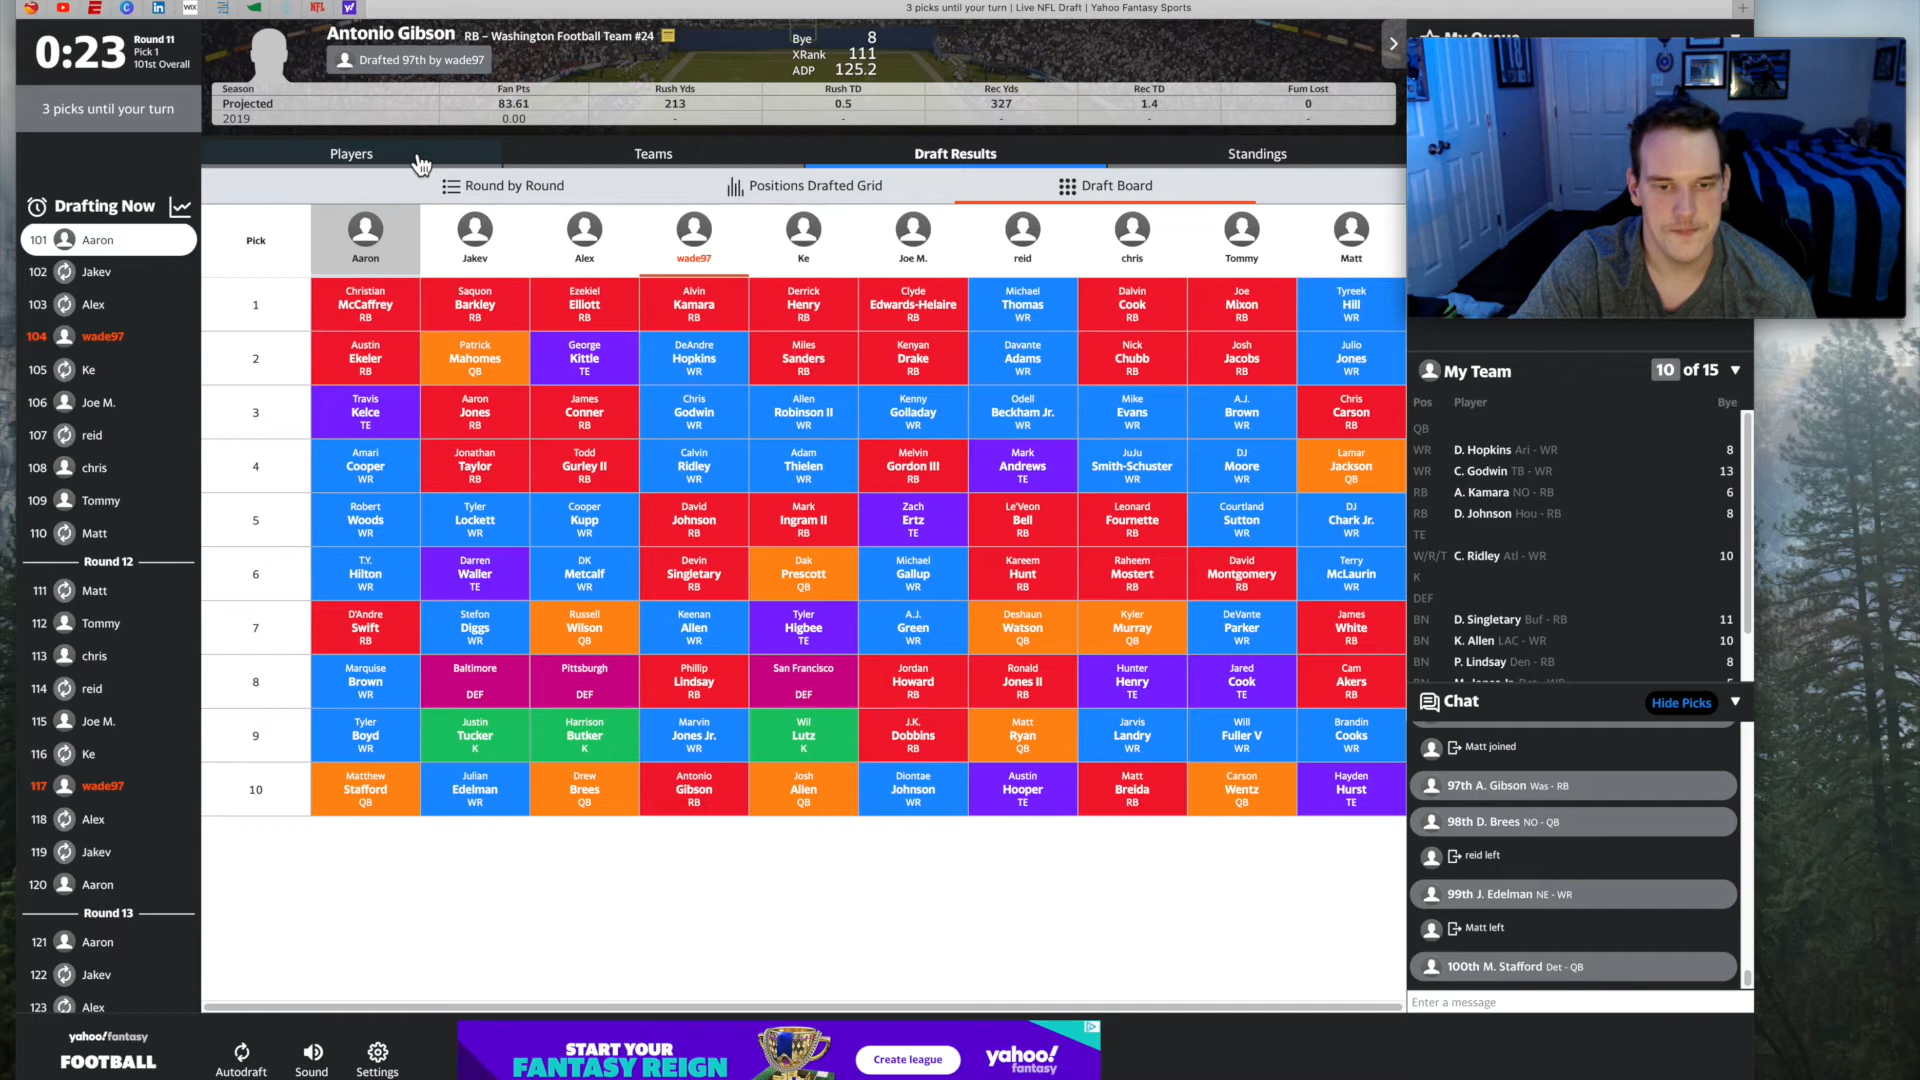 3 picks until your turn | Live NFL Draft | Yahoo Fantasy Sports
0:23
Round 11
Pick 1
101st Overall
3 picks until your turn
Antonio Gibson RB – Washington Football Team #24
Drafted 97th by wade97
Bye 8
XRank 111
ADP 125.2
Season Fan Pts Rush Yds Rush TD Rec Yds Rec TD Fum Lost
Projected 83.61 213 0.5 327 1.4 0
2019 0.00 - - - - -
Players Teams Draft Results Standings
Round by Round Positions Drafted Grid Draft Board
Drafting Now
101 Aaron
102 Jakev
103 Alex
104 wade97
105 Ke
106 Joe M.
107 reid
108 chris
109 Tommy
110 Matt
Round 12
111 Matt
112 Tommy
113 chris
114 reid
115 Joe M.
116 Ke
117 wade97
118 Alex
119 Jakev
120 Aaron
Round 13
121 Aaron
122 Jakev
123 Alex
Pick Aaron Jakev Alex wade97 Ke Joe M. reid chris Tommy Matt
Christian Saquon Ezekiel Alvin Derrick Clyde Michael Dalvin Joe Tyreek
1 McCaffrey Barkley Elliott Kamara Henry Edwards-Helaire Thomas Cook Mixon Hill
RB RB RB RB RB RB WR RB RB WR
Austin Patrick George DeAndre Miles Kenyan Davante Nick Josh Julio
2 Ekeler Mahomes Kittle Hopkins Sanders Drake Adams Chubb Jacobs Jones
RB QB TE WR RB RB WR RB RB WR
Travis Aaron James Chris Allen Kenny Odell Mike A.J. Chris
3 Kelce Jones Conner Godwin Robinson II Golladay Beckham Jr. Evans Brown Carson
TE RB RB WR WR WR WR WR WR RB
Amari Jonathan Todd Calvin Adam Melvin Mark JuJu DJ Lamar
4 Cooper Taylor Gurley II Ridley Thielen Gordon III Andrews Smith-Schuster Moore Jackson
WR RB RB WR WR RB TE WR WR QB
Robert Tyler Cooper David Mark Zach Le'Veon Leonard Courtland DJ
5 Woods Lockett Kupp Johnson Ingram II Ertz Bell Fournette Sutton Chark Jr.
WR WR WR RB RB TE RB RB WR WR
T.Y. Darren DK Devin Dak Michael Kareem Raheem David Terry
6 Hilton Waller Metcalf Singletary Prescott Gallup Hunt Mostert Montgomery McLaurin
WR TE WR RB QB WR RB RB RB WR
D'Andre Stefon Russell Keenan Tyler A.J. Deshaun Kyler DeVante James
7 Swift Diggs Wilson Allen Higbee Green Watson Murray Parker White
RB WR QB WR TE WR QB QB WR RB
Marquise Baltimore Pittsburgh Phillip San Francisco Jordan Ronald Hunter Jared Cam
8 Brown Lindsay Howard Jones II Henry Cook Akers
WR DEF DEF RB DEF RB RB TE TE RB
Tyler Justin Harrison Marvin Wil J.K. Matt Jarvis Will Brandin
9 Boyd Tucker Butker Jones Jr. Lutz Dobbins Ryan Landry Fuller V Cooks
WR K K WR K RB QB WR WR WR
Matthew Julian Drew Antonio Josh Diontae Austin Matt Carson Hayden
10 Stafford Edelman Brees Gibson Allen Johnson Hooper Breida Wentz Hurst
QB WR QB RB QB WR TE RB QB TE
My Team 10 of 15
Pos Player Bye
QB
WR D. Hopkins Ari - WR 8
WR C. Godwin TB - WR 13
RB A. Kamara NO - RB 6
RB D. Johnson Hou - RB 8
TE
W/R/T C. Ridley Atl - WR 10
K
DEF
BN D. Singletary Buf - RB 11
BN K. Allen LAC - WR 10
BN P. Lindsay Den - RB 8
Chat Hide Picks
Matt joined
97th A. Gibson Was - RB
98th D. Brees NO - QB
reid left
99th J. Edelman NE - WR
Matt left
100th M. Stafford Det - QB
Enter a message
yahoo!fantasy
FOOTBALL
Autodraft Sound Settings
START YOUR
FANTASY REIGN
Create league
yahoo!
fantasy